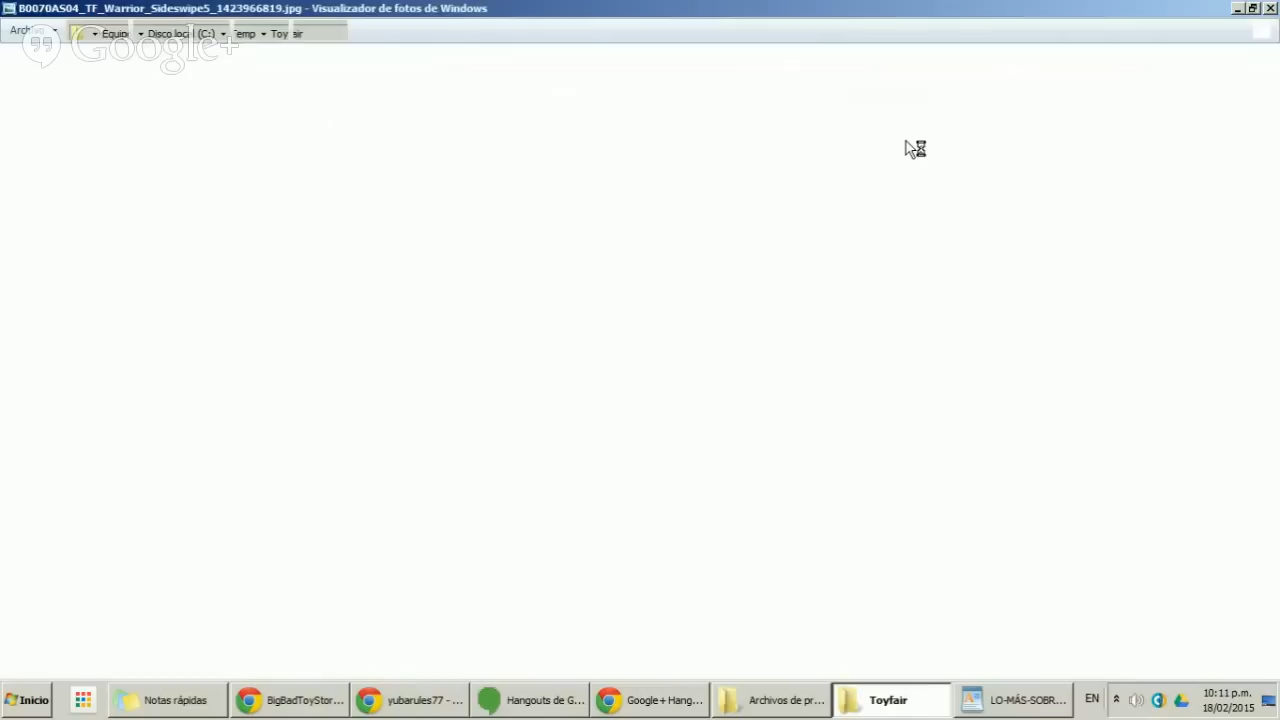 B0070AS04_TF_Warrior_Sideswipe5_1423966819.jpg - Visualizador de fotos de Windows
Google+
Disco local (C:) Temp Toyfair
Inicio Notas rápidas BigBadToyStor... yubarules77 - ... Hangouts de G... Google+ Hang... Archivos de pr... Toyfair LO-MÁS-SOBR... EN
10:11 p.m.
18/02/2015